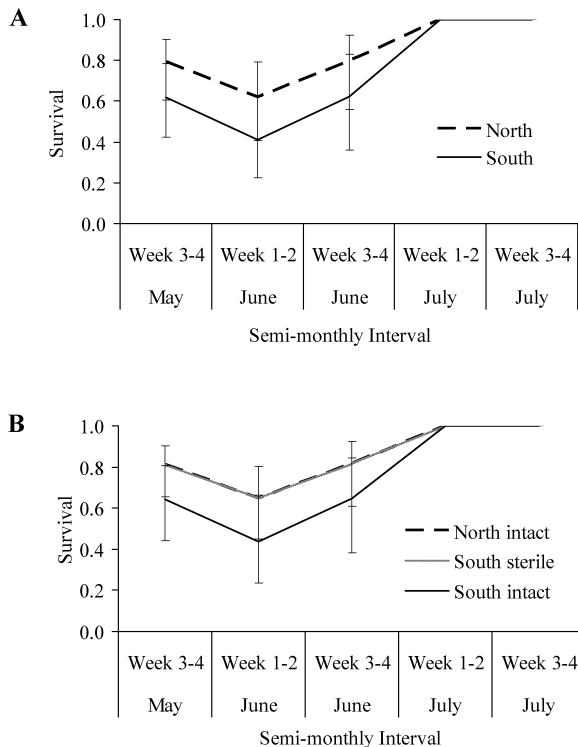 A
1.0
0.8
0.6
0.4
0.2
0.0
Survival
North
South
Week 3-4 Week 1-2 Week 3-4 Week 1-2 Week 3-4
May June June July July
Semi-monthly Interval
B
1.0
0.8
0.6
0.4
0.2
0.0
Survival
North intact
South sterile
South intact
Week 3-4 Week 1-2 Week 3-4 Week 1-2 Week 3-4
May June June July July
Semi-monthly Interval